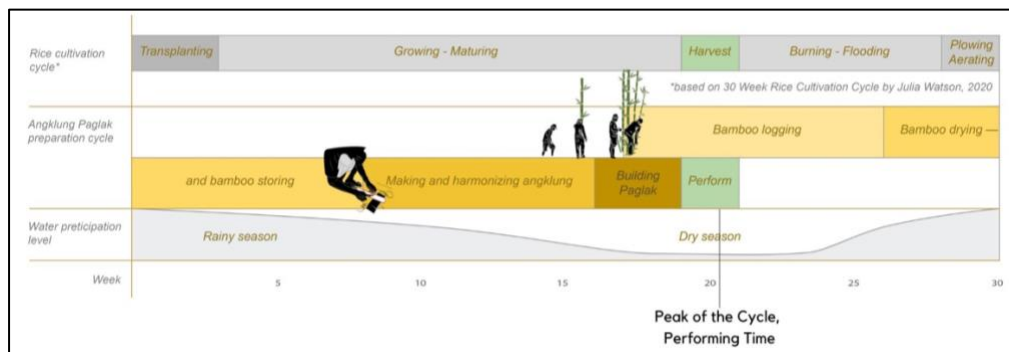 Rice cultivation
cycle*
Transplanting
Growing - Maturing
Harvest
Burning - Flooding
Plowing
Aerating
*based on 30 Week Rice Cultivation Cycle by Julia Watson, 2020
Angklung Paglak
preparation cycle
Bamboo logging
Bamboo drying —
and bamboo storing
Making and harmonizing angklung
Building
Paglak
Perform
Water preticipation
level
Rainy season
Dry season
Week
5
10
15
20
25
30
Peak of the Cycle,
Performing Time